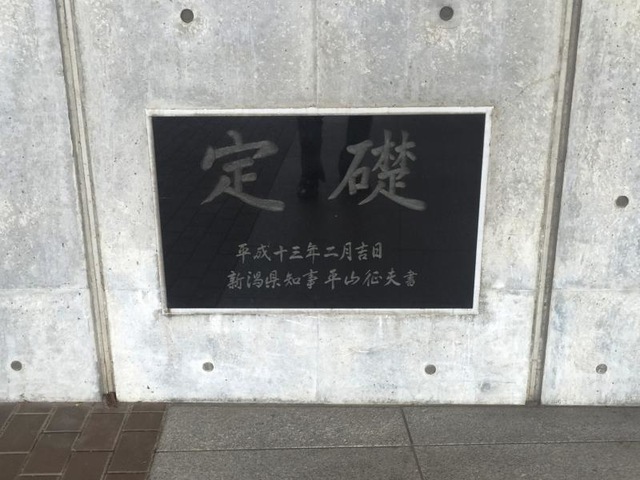 定礎
平成十三年二月吉日
新潟県知事平山征夫書